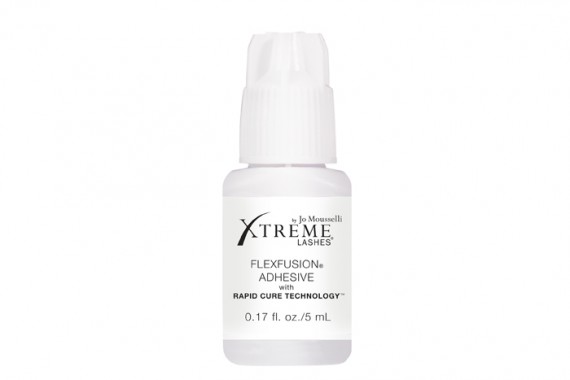 by Jo Mousselli
XTREME®
LASHES®
FLEXFUSION®
ADHESIVE
with
RAPID CURE TECHNOLOGY™
0.17 fl. oz./5 mL